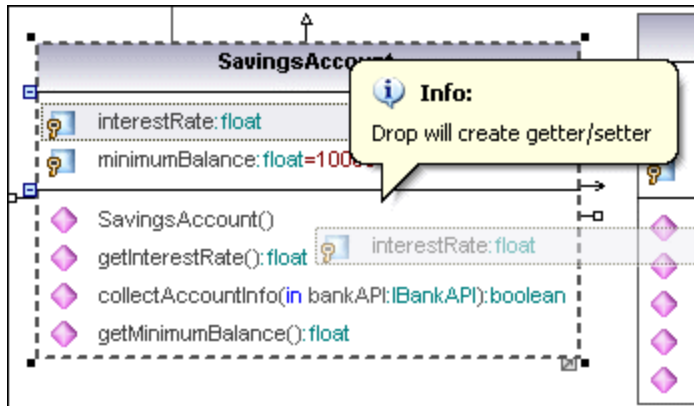 SavingsAccount
Info:
Drop will create getter/setter
interestRate:float
minimumBalance:float=1000
SavingsAccount()
getInterestRate():float
interestRate:float
collectAccountInfo(in bankAPI:IBankAPI):boolean
getMinimumBalance():float